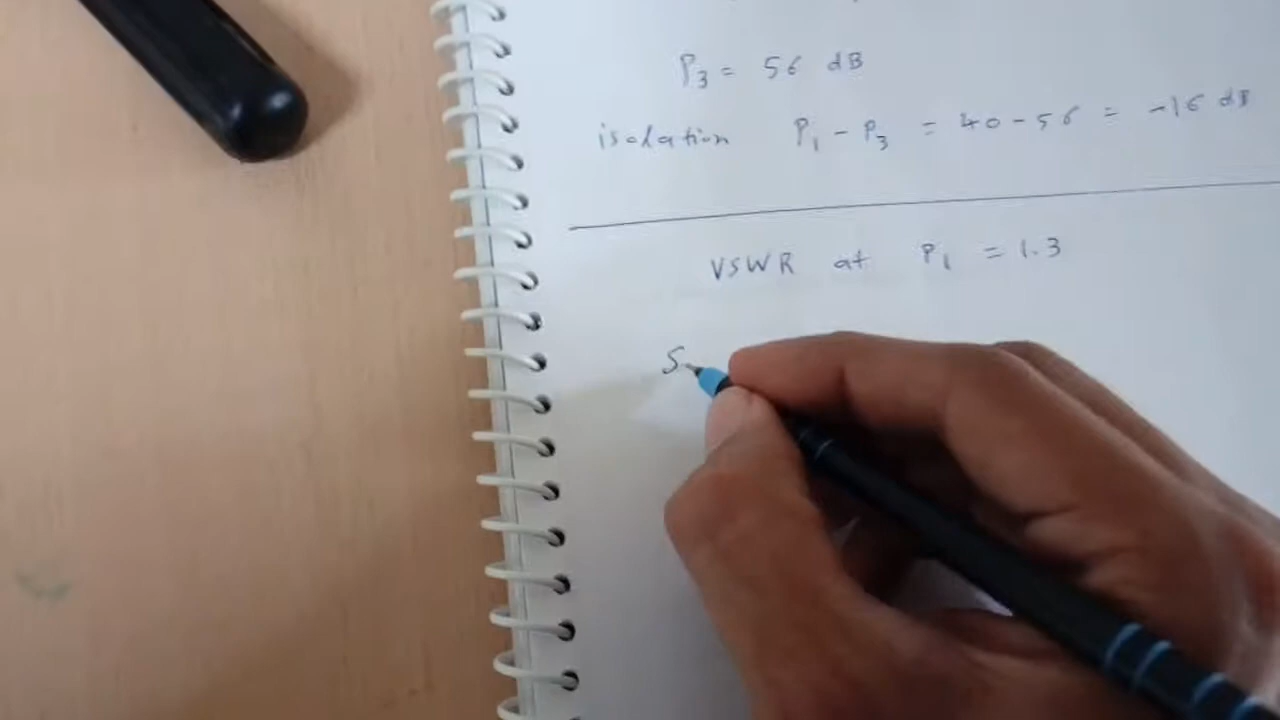 P3 = 56 dB
isolation P1 - P3 = 40 - 56 = -16 dB
VSWR at P1 = 1.3
S